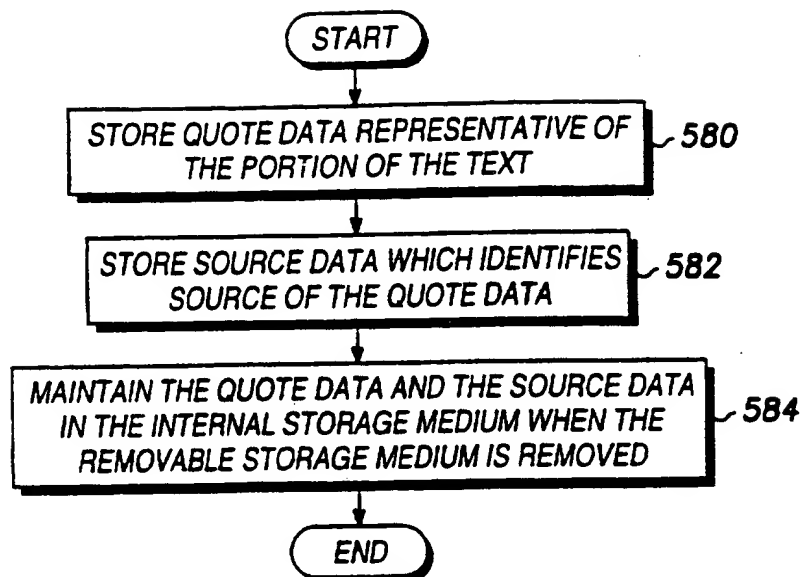 START
STORE QUOTE DATA REPRESENTATIVE OF
THE PORTION OF THE TEXT
580
STORE SOURCE DATA WHICH IDENTIFIES
SOURCE OF THE QUOTE DATA
582
MAINTAIN THE QUOTE DATA AND THE SOURCE DATA
IN THE INTERNAL STORAGE MEDIUM WHEN THE
REMOVABLE STORAGE MEDIUM IS REMOVED
584
END